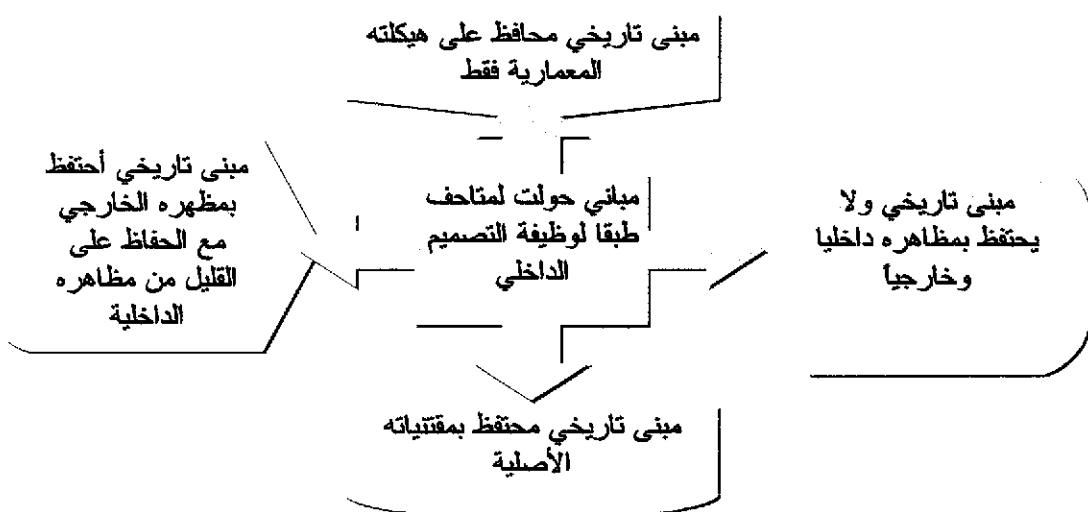 مبنى تاريخي محافظ على هيكلته
المعمارية فقط
مبنى تاريخي ولا
يحتفظ بمظاهره داخليا
وخارجياً
مباني حولت لمتاحف
طبقا لوظيفة التصميم
الداخلي
مبنى تاريخي أحتفظ
بمظهره الخارجي
مع الحفاظ على
القليل من مظاهره
الداخلية
مبنى تاريخي محتفظ بمقتنياته
الأصلية